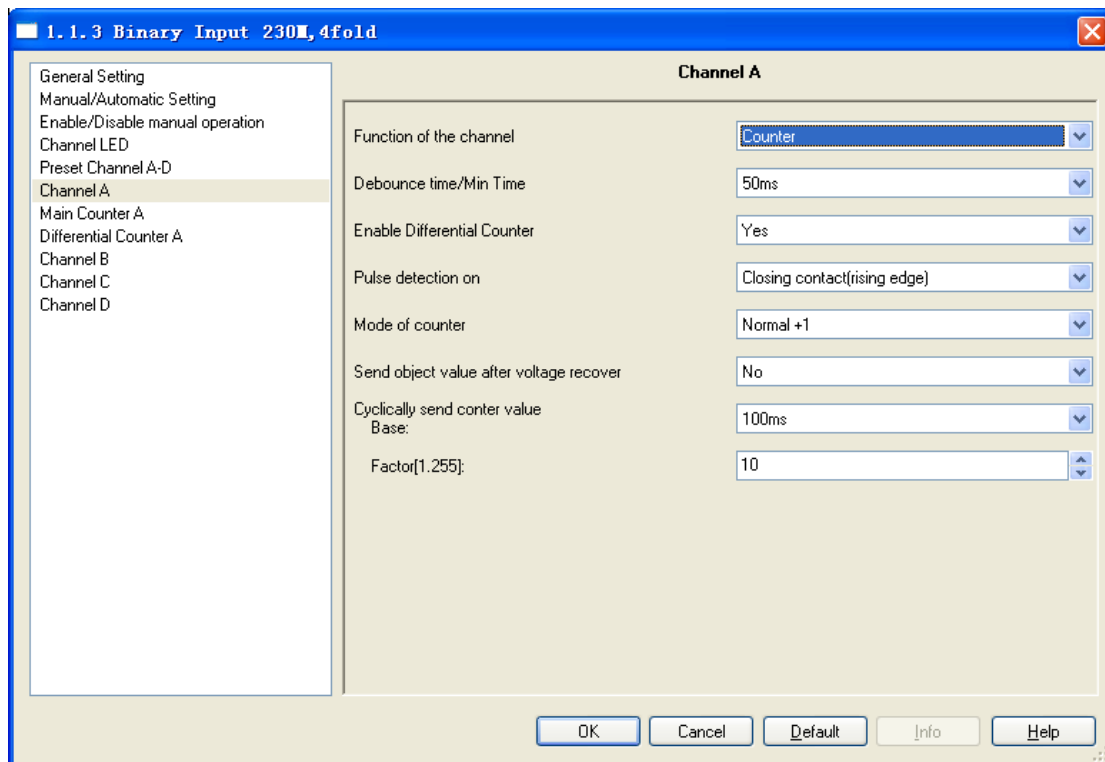 1.1.3 Binary Input 230M,4fold
General Setting
Manual/Automatic Setting
Enable/Disable manual operation
Channel LED
Preset Channel A-D
Channel A
Main Counter A
Differential Counter A
Channel B
Channel C
Channel D
Channel A
Function of the channel
Counter
Debounce time/Min Time
50ms
Enable Differential Counter
Yes
Pulse detection on
Closing contact(rising edge)
Mode of counter
Normal +1
Send object value after voltage recover
No
Cyclically send conter value
Base:
100ms
Factor[1.255]:
10
OK
Cancel
Default
Info
Help